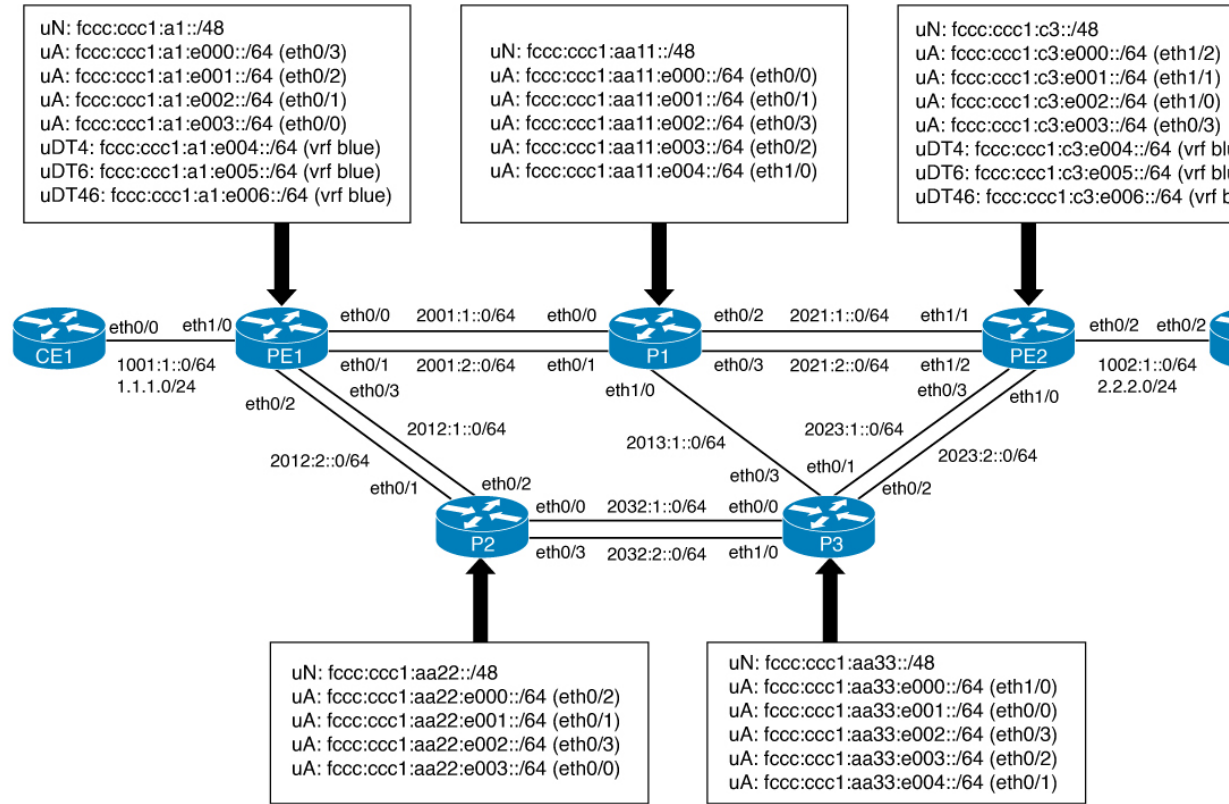 uN: fccc:ccc1:a1::/48
uA: fccc:ccc1:a1:e000::/64 (eth0/3)
uA: fccc:ccc1:a1:e001::/64 (eth0/2)
uA: fccc:ccc1:a1:e002::/64 (eth0/1)
uA: fccc:ccc1:a1:e003::/64 (eth0/0)
uDT4: fccc:ccc1:a1:e004::/64 (vrf blue)
uDT6: fccc:ccc1:a1:e005::/64 (vrf blue)
uDT46: fccc:ccc1:a1:e006::/64 (vrf blue)
uN: fccc:ccc1:aa11::/48
uA: fccc:ccc1:aa11:e000::/64 (eth0/0)
uA: fccc:ccc1:aa11:e001::/64 (eth0/1)
uA: fccc:ccc1:aa11:e002::/64 (eth0/3)
uA: fccc:ccc1:aa11:e003::/64 (eth0/2)
uA: fccc:ccc1:aa11:e004::/64 (eth1/0)
uN: fccc:ccc1:c3::/48
uA: fccc:ccc1:c3:e000::/64 (eth1/2)
uA: fccc:ccc1:c3:e001::/64 (eth1/1)
uA: fccc:ccc1:c3:e002::/64 (eth1/0)
uA: fccc:ccc1:c3:e003::/64 (eth0/3)
uDT4: fccc:ccc1:c3:e004::/64 (vrf
uDT6: fccc:ccc1:c3:e005::/64 (vrf
uDT46: fccc:ccc1:c3:e006::/64 (vrf
eth0/0 eth1/0 eth0/0 2001:1::0/64 eth0/0 eth0/2 2021:1::0/64 eth1/1 eth0/2 eth0/2
CE1 PE1 P1 PE2
1001:1::0/64 eth0/1 2001:2::0/64 eth0/1 eth0/3 2021:2::0/64 eth1/2 1002:1::0/64
1.1.1.0/24 eth0/3 eth1/0 eth0/3 2.2.2.0/24
eth0/2 eth1/0
2012:1::0/64 2023:1::0/64
2012:2::0/64 2013:1::0/64 2023:2::0/64
eth0/1 eth0/2 eth0/3 eth0/1 eth0/2
eth0/0 2032:1::0/64 eth0/0
P2 P3
eth0/3 2032:2::0/64 eth1/0
uN: fccc:ccc1:aa22::/48
uA: fccc:ccc1:aa22:e000::/64 (eth0/2)
uA: fccc:ccc1:aa22:e001::/64 (eth0/1)
uA: fccc:ccc1:aa22:e002::/64 (eth0/3)
uA: fccc:ccc1:aa22:e003::/64 (eth0/0)
uN: fccc:ccc1:aa33::/48
uA: fccc:ccc1:aa33:e000::/64 (eth1/0)
uA: fccc:ccc1:aa33:e001::/64 (eth0/0)
uA: fccc:ccc1:aa33:e002::/64 (eth0/3)
uA: fccc:ccc1:aa33:e003::/64 (eth0/2)
uA: fccc:ccc1:aa33:e004::/64 (eth0/1)